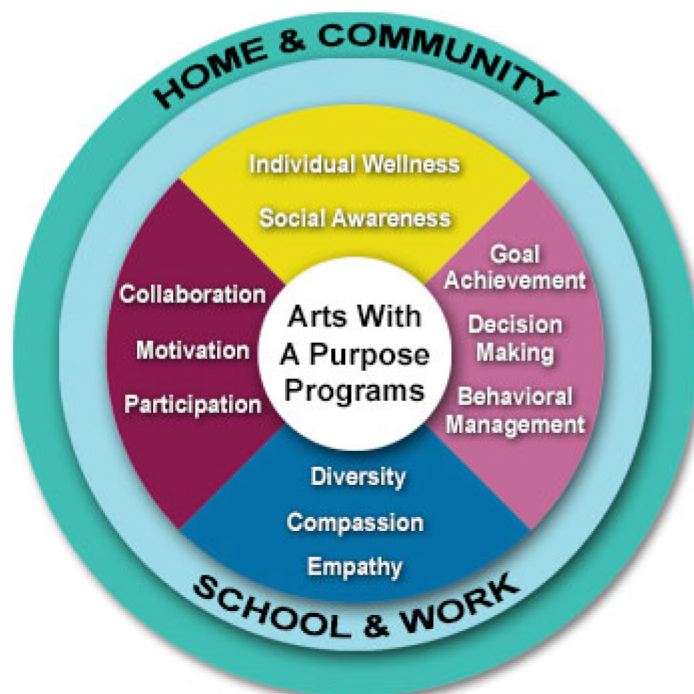 HOME & COMMUNITY
Individual Wellness
Social Awareness
Collaboration
Motivation
Participation
Arts With
A Purpose
Programs
Goal
Achievement
Decision
Making
Behavioral
Management
Diversity
Compassion
Empathy
SCHOOL & WORK